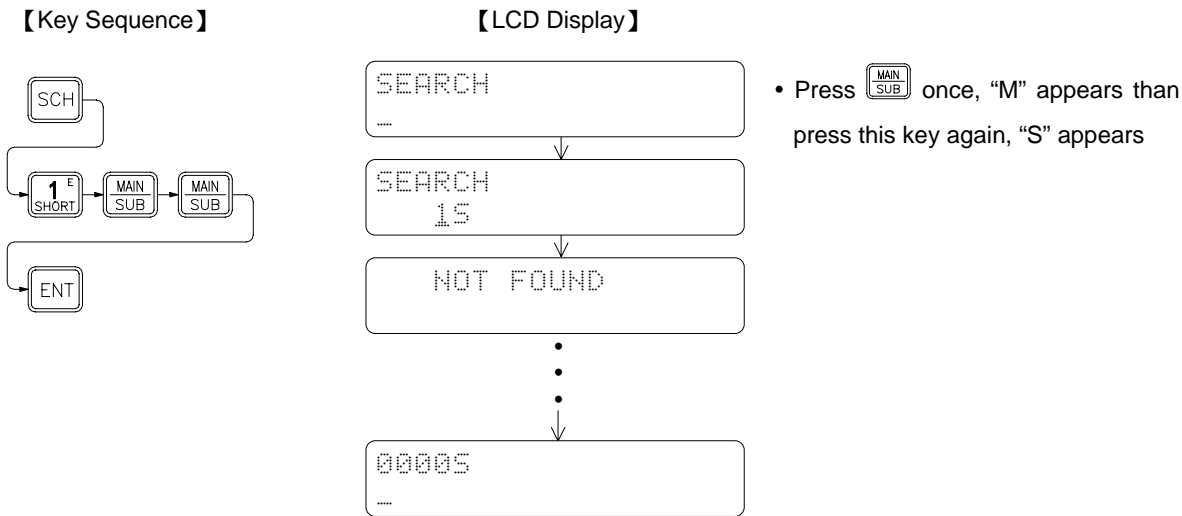 【Key Sequence】
【LCD Display】
SCH
1 E
SHORT
MAIN
SUB
MAIN
SUB
ENT
SEARCH
_
SEARCH
1S
NOT FOUND
0000S
_
• Press MAIN SUB once, “M” appears than
press this key again, “S” appears